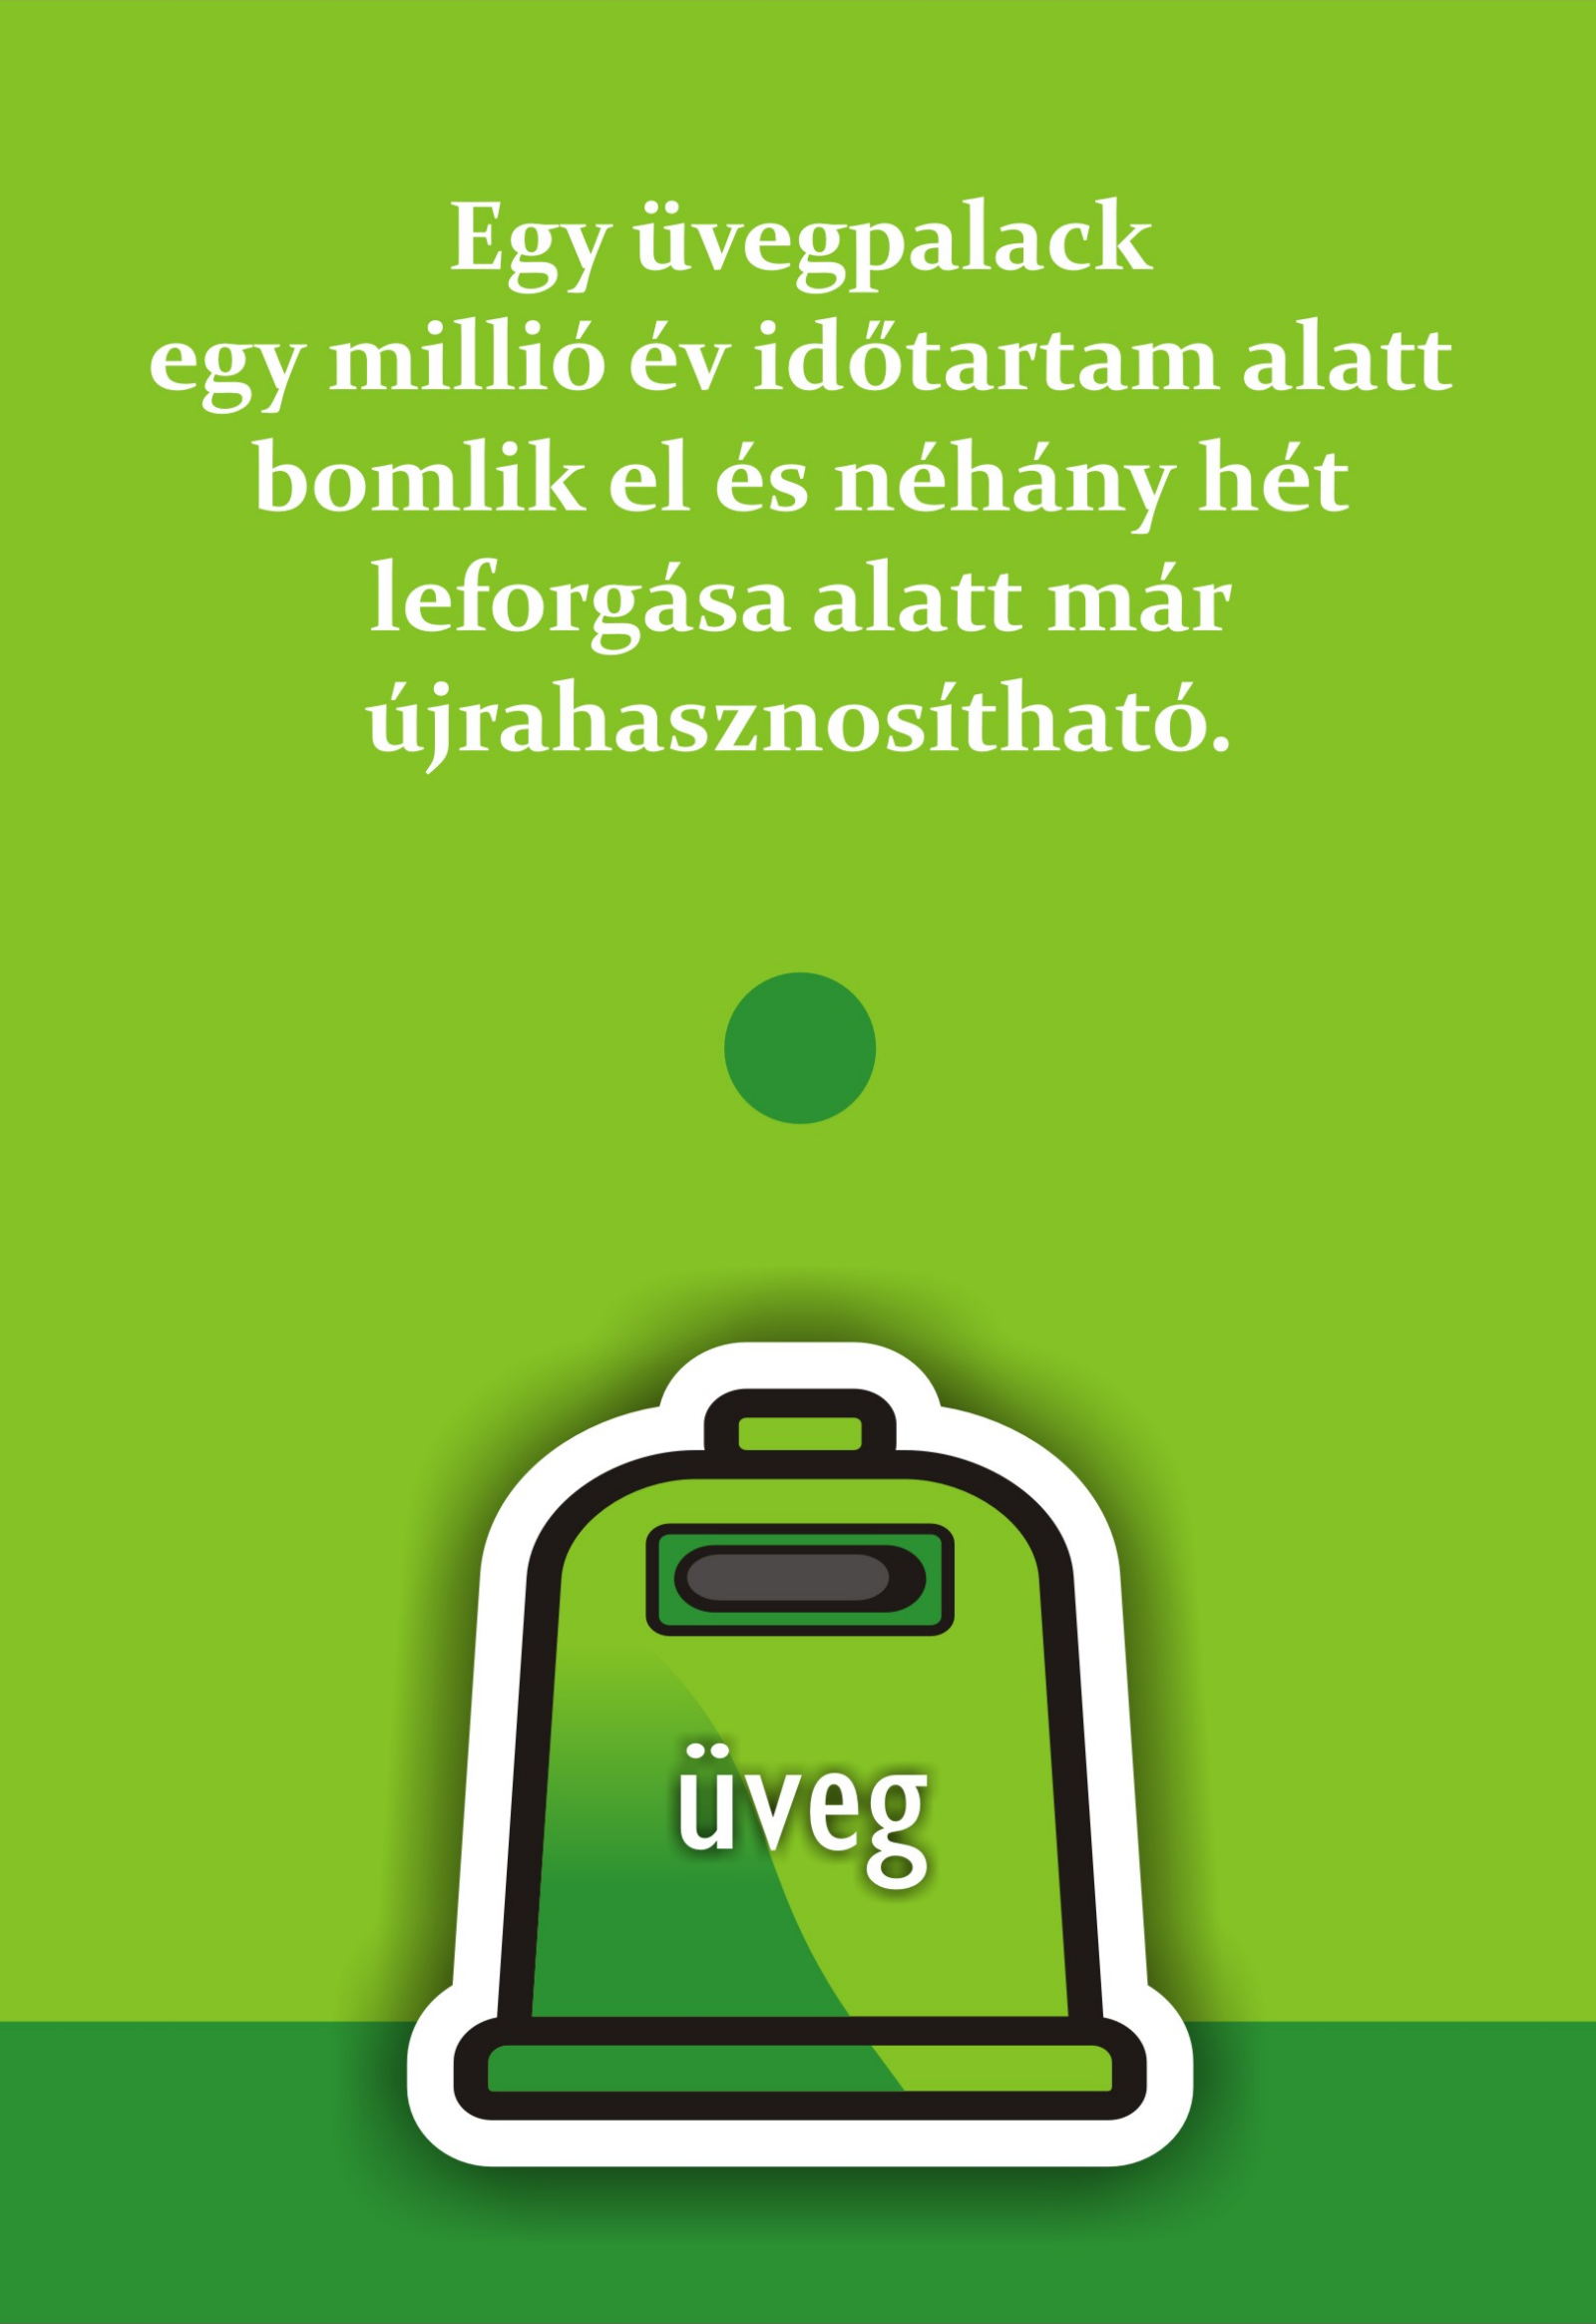 Egy üvegpalack
egy millió év időtartam alatt
bomlik el és néhány hét
leforgása alatt már
újrahasznosítható.
üveg